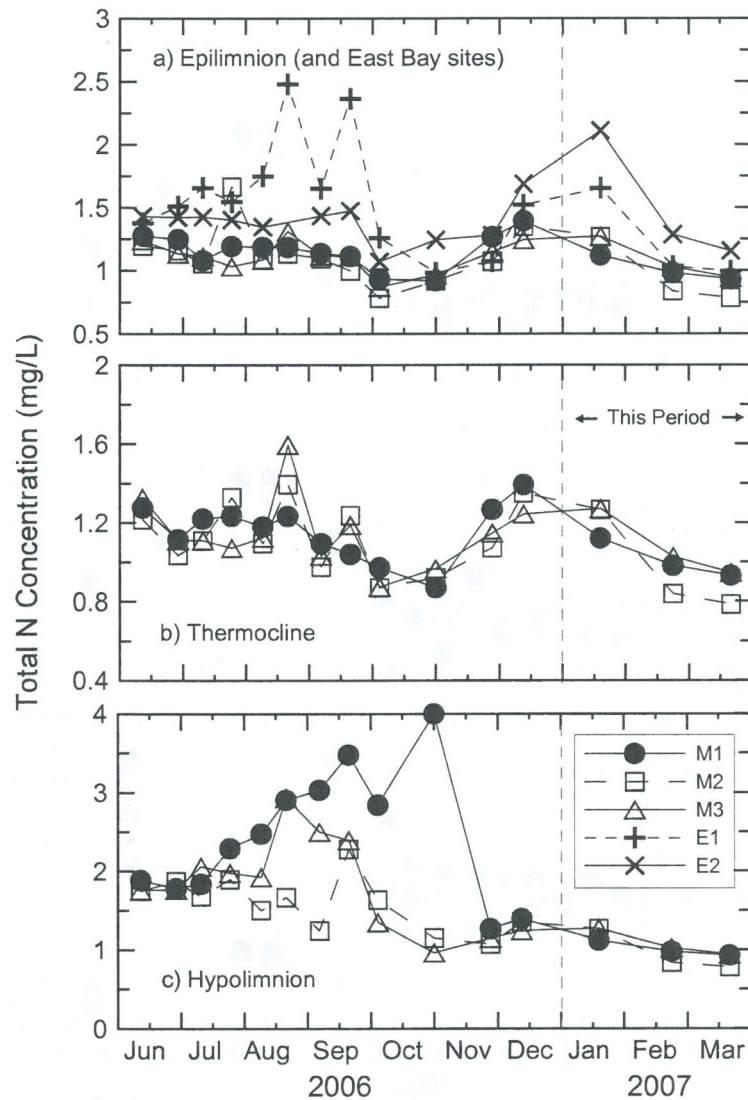 Total N Concentration (mg/L)
3
2.5
2
1.5
1
0.5
a) Epilimnion (and East Bay sites)
2
1.6
1.2
0.8
0.4
← This Period →
b) Thermocline
4
3
2
1
0
M1
M2
M3
E1
E2
c) Hypolimnion
Jun Jul Aug Sep Oct Nov Dec Jan Feb Mar
2006 2007